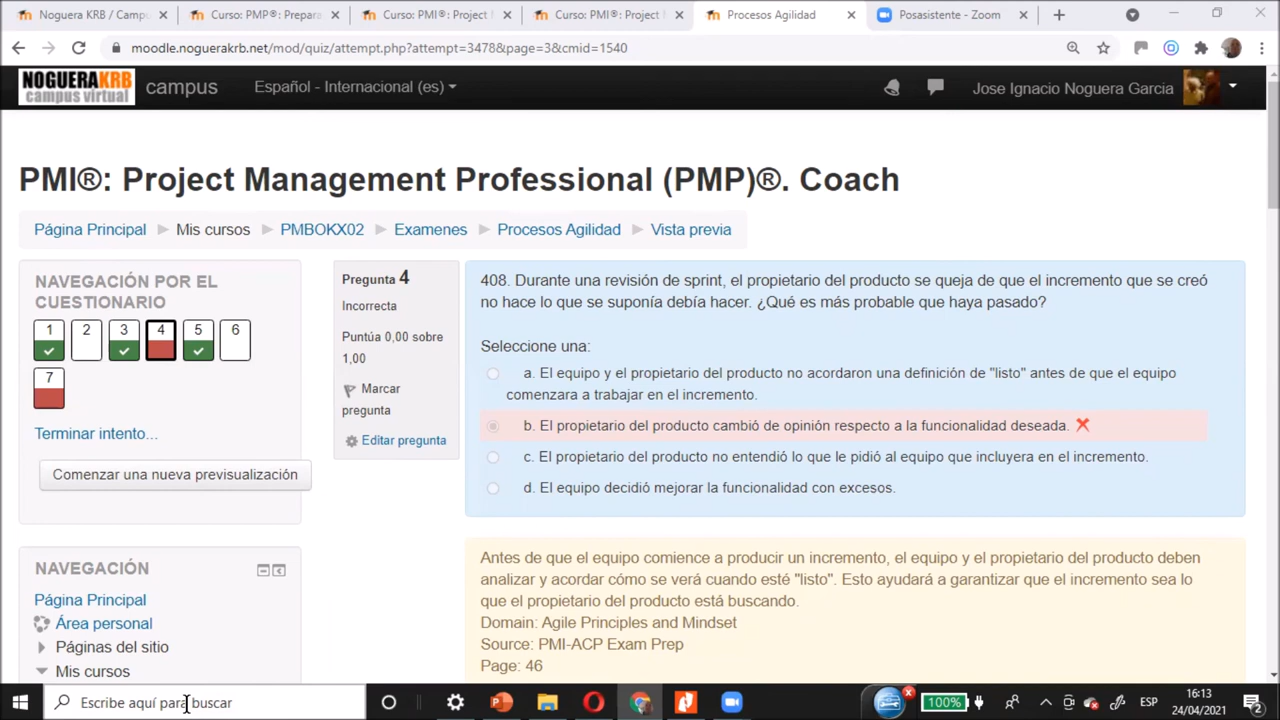 Noguera KRB / Camp
Curso: PMP®: Prepara
Curso: PMI®: Project
Curso: PMI®: Project
Procesos Agilidad
Posasistente - Zoom
moodle.noguerakrb.net/mod/quiz/attempt.php?attempt=3478&page=3&cmid=1540
NOGUERAKRB
campus virtual
campus
Español - Internacional (es)
Jose Ignacio Noguera Garcia
PMI®: Project Management Professional (PMP)®. Coach
Página Principal
Mis cursos
PMBOKX02
Examenes
Procesos Agilidad
Vista previa
NAVEGACIÓN POR EL
CUESTIONARIO
1 2 3 4 5 6
7
Terminar intento...
Comenzar una nueva previsualización
Pregunta 4
Incorrecta
Puntúa 0,00 sobre
1,00
Marcar
pregunta
Editar pregunta
408. Durante una revisión de sprint, el propietario del producto se queja de que el incremento que se creó
no hace lo que se suponía debía hacer. ¿Qué es más probable que haya pasado?
Seleccione una:
a. El equipo y el propietario del producto no acordaron una definición de "listo" antes de que el equipo
comenzara a trabajar en el incremento.
b. El propietario del producto cambió de opinión respecto a la funcionalidad deseada.
c. El propietario del producto no entendió lo que le pidió al equipo que incluyera en el incremento.
d. El equipo decidió mejorar la funcionalidad con excesos.
Antes de que el equipo comience a producir un incremento, el equipo y el propietario del producto deben
analizar y acordar cómo se verá cuando esté "listo". Esto ayudará a garantizar que el incremento sea lo
que el propietario del producto está buscando.
Domain: Agile Principles and Mindset
Source: PMI-ACP Exam Prep
Page: 46
NAVEGACIÓN
Página Principal
Área personal
Páginas del sitio
Mis cursos
Escribe aquí para buscar
100%
ESP
16:13
24/04/2021
2